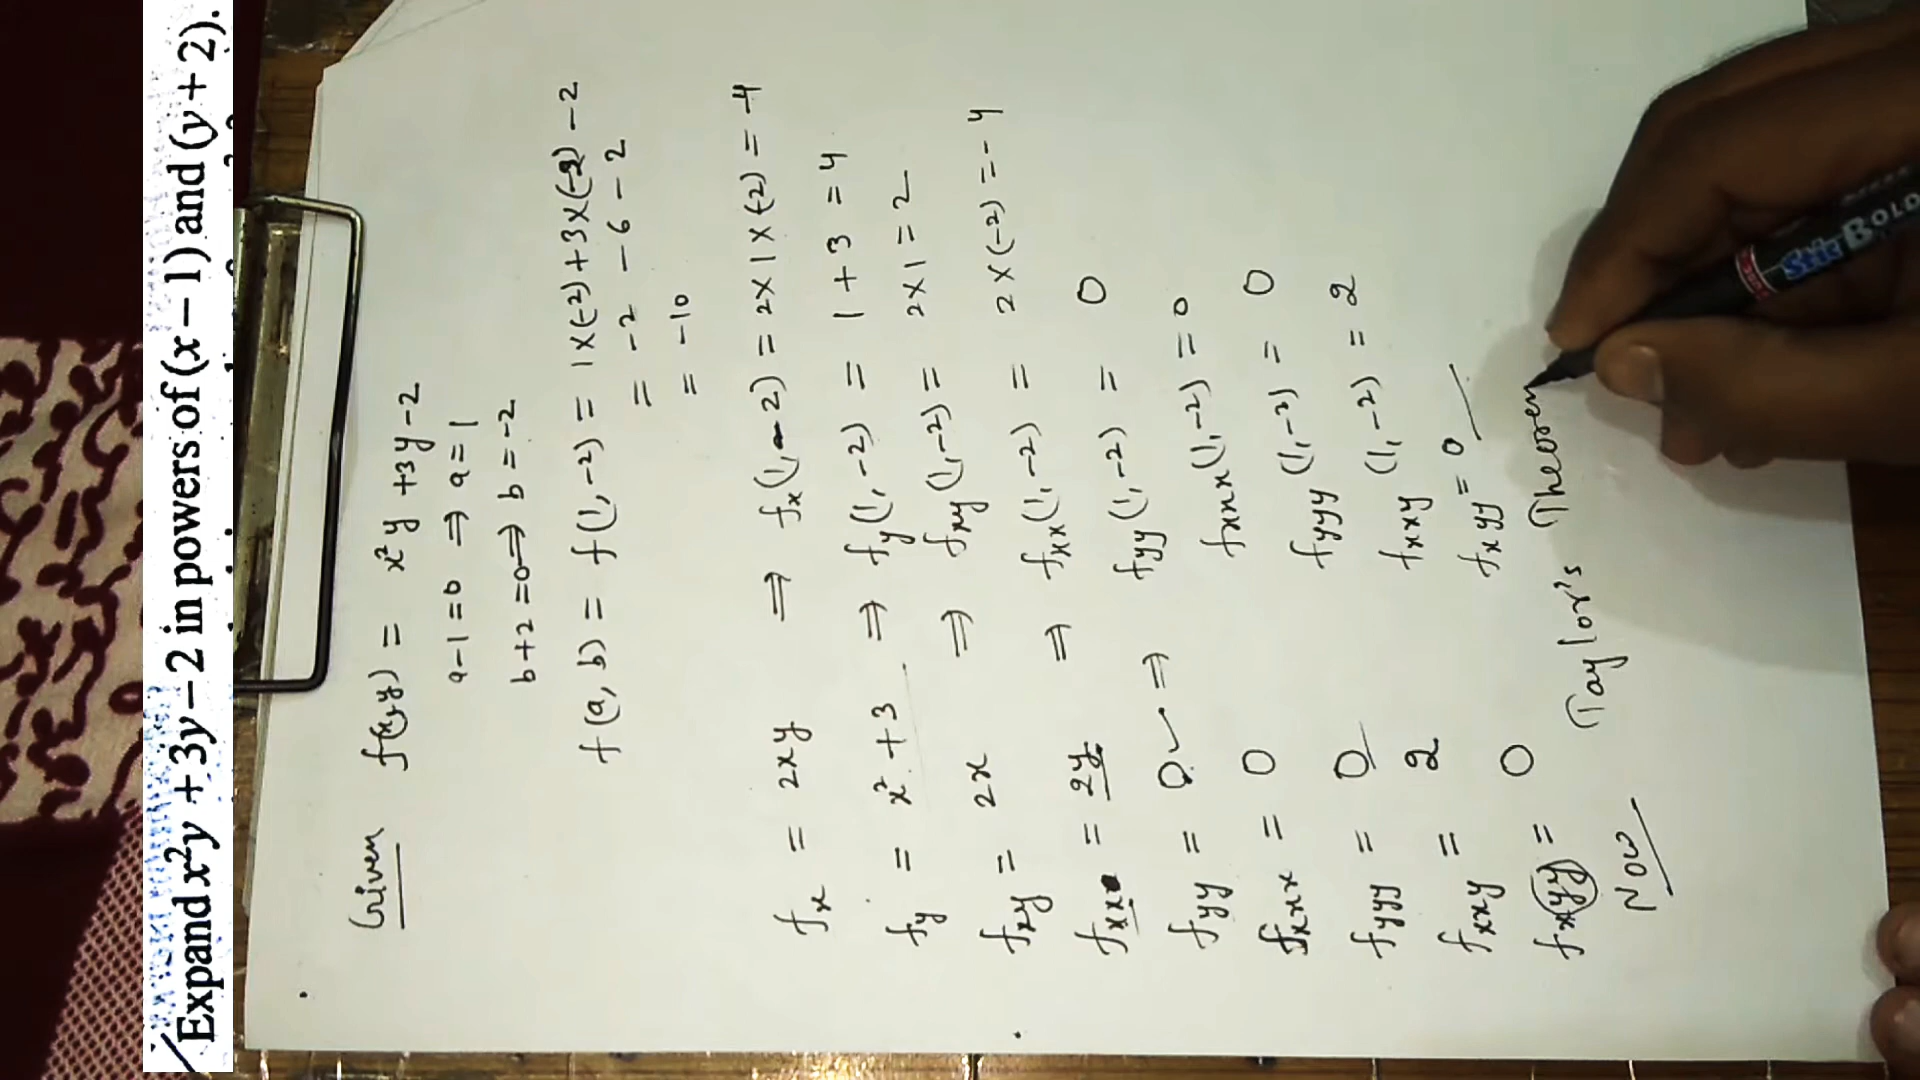 Expand x²y + 3y – 2 in powers of (x – 1) and (y + 2).
Given f(x,y) = x²y + 3y - 2
a-1=0 ⇒ a=1
b+2=0 ⇒ b=-2
f(a,b) = f(1,-2) = 1×(-2)+3×(-2)-2
= -2 -6 -2
= -10
fx = 2xy ⇒ fx(1,-2) = 2×1×(-2) = -4
fy = x²+3 ⇒ fy(1,-2) = 1+3 = 4
fxy = 2x ⇒ fxy(1,-2) = 2×1=2
fxx = 2y ⇒ fxx(1,-2) = 2×(-2) = -4
fyy = 0 ⇒ fyy(1,-2) = 0
fxxx = 0 fxxx(1,-2) = 0
fyyy = 0 fyyy(1,-2) = 0
fxxy = 2 fxxy(1,-2) = 2
fxyy = 0 fxyy = 0
Now Taylor's Theorem
Stic BOLD